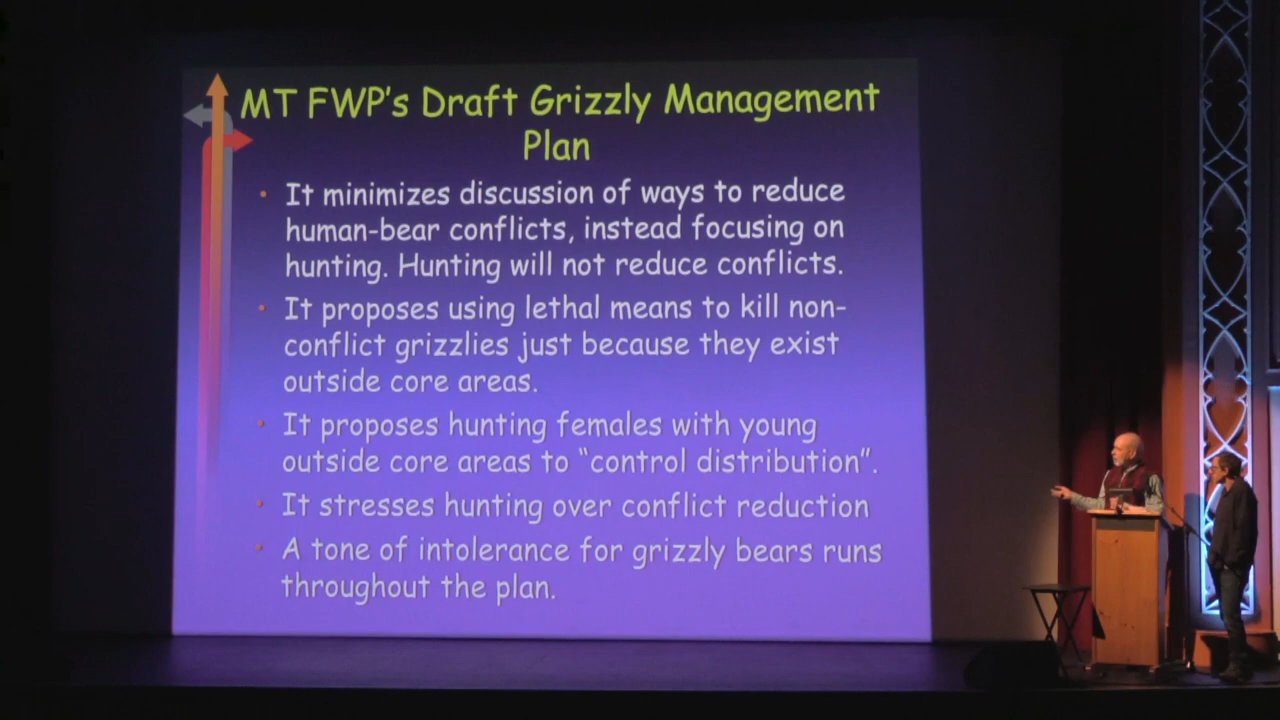 MT FWP's Draft Grizzly Management
Plan
• It minimizes discussion of ways to reduce
human-bear conflicts, instead focusing on
hunting. Hunting will not reduce conflicts.
• It proposes using lethal means to kill non-
conflict grizzlies just because they exist
outside core areas.
• It proposes hunting females with young
outside core areas to “control distribution”.
• It stresses hunting over conflict reduction
• A tone of intolerance for grizzly bears runs
throughout the plan.